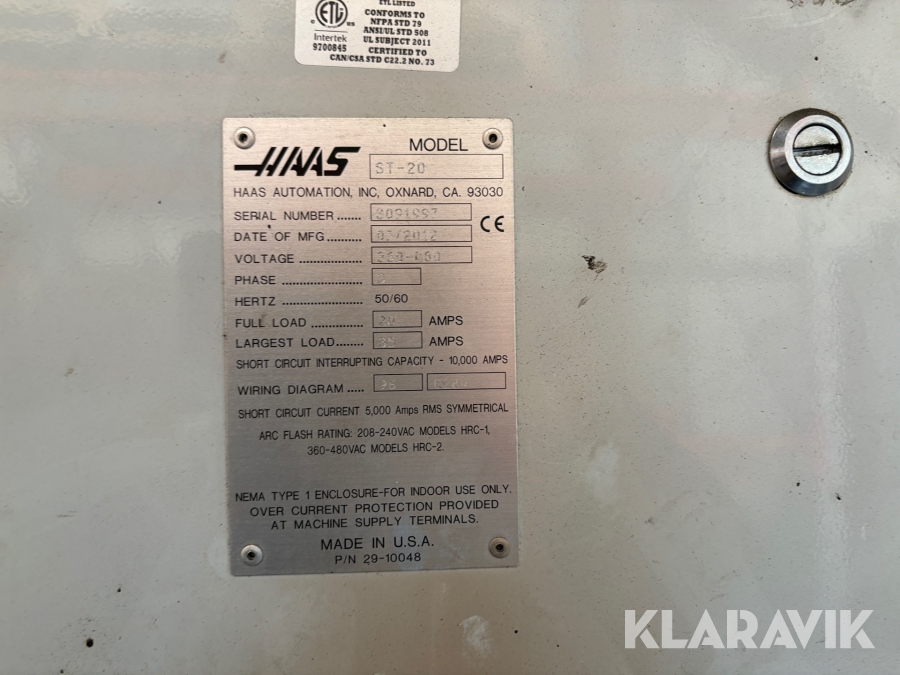 ETL LISTED
CONFORMS TO
NFPA STD 79
ANSI/UL STD 508
UL SUBJECT 2011
CERTIFIED TO
CAN/CSA STD C22.2 NO. 73
ETL
C US
Intertek
9700845
HAAS
MODEL
ST-20
HAAS AUTOMATION, INC, OXNARD, CA. 93030
SERIAL NUMBER ....... 3091997
DATE OF MFG.......... 03/2012
CE
VOLTAGE ...................
PHASE ......................
HERTZ ...................... 50/60
FULL LOAD ............... AMPS
LARGEST LOAD........ AMPS
SHORT CIRCUIT INTERRUPTING CAPACITY - 10,000 AMPS
WIRING DIAGRAM .....
SHORT CIRCUIT CURRENT 5,000 Amps RMS SYMMETRICAL
ARC FLASH RATING: 208-240VAC MODELS HRC-1,
360-480VAC MODELS HRC-2.
NEMA TYPE 1 ENCLOSURE-FOR INDOOR USE ONLY.
OVER CURRENT PROTECTION PROVIDED
AT MACHINE SUPPLY TERMINALS.
MADE IN U.S.A.
P/N 29-10048
KLARAVIK